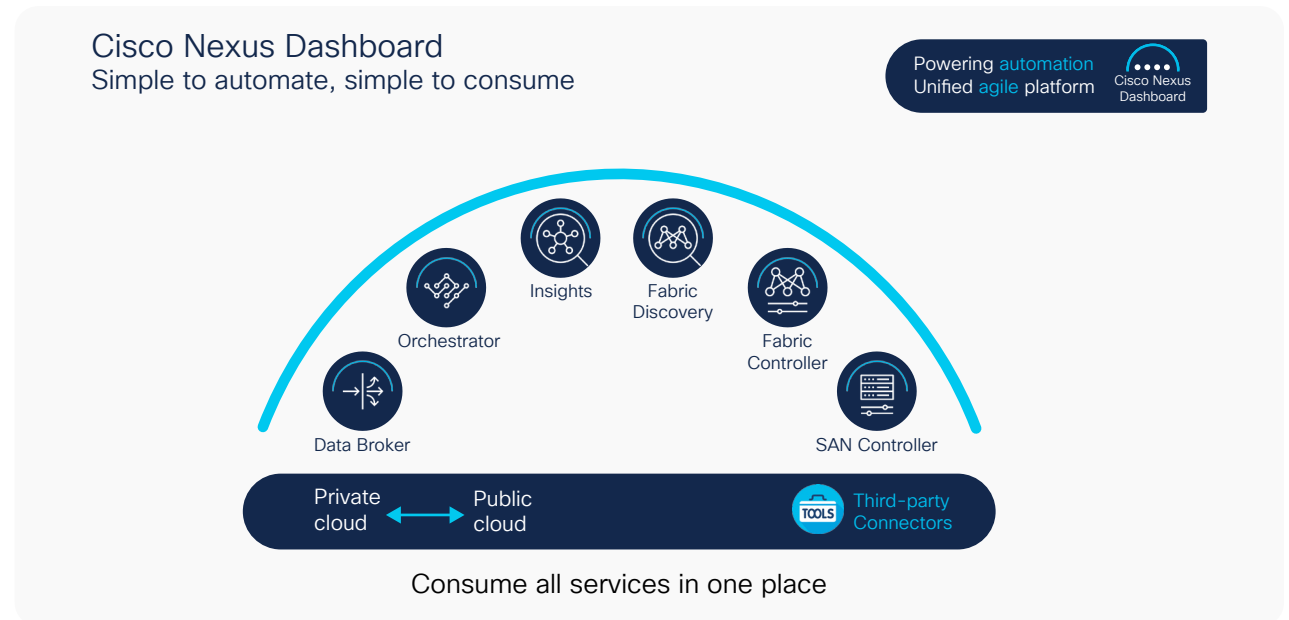 Cisco Nexus Dashboard
Simple to automate, simple to consume
Powering automation
Unified agile platform
Cisco Nexus
Dashboard
Insights
Fabric
Discovery
Orchestrator
Fabric
Controller
Data Broker
SAN Controller
Private
cloud
Public
cloud
TOOLS
Third-party
Connectors
Consume all services in one place